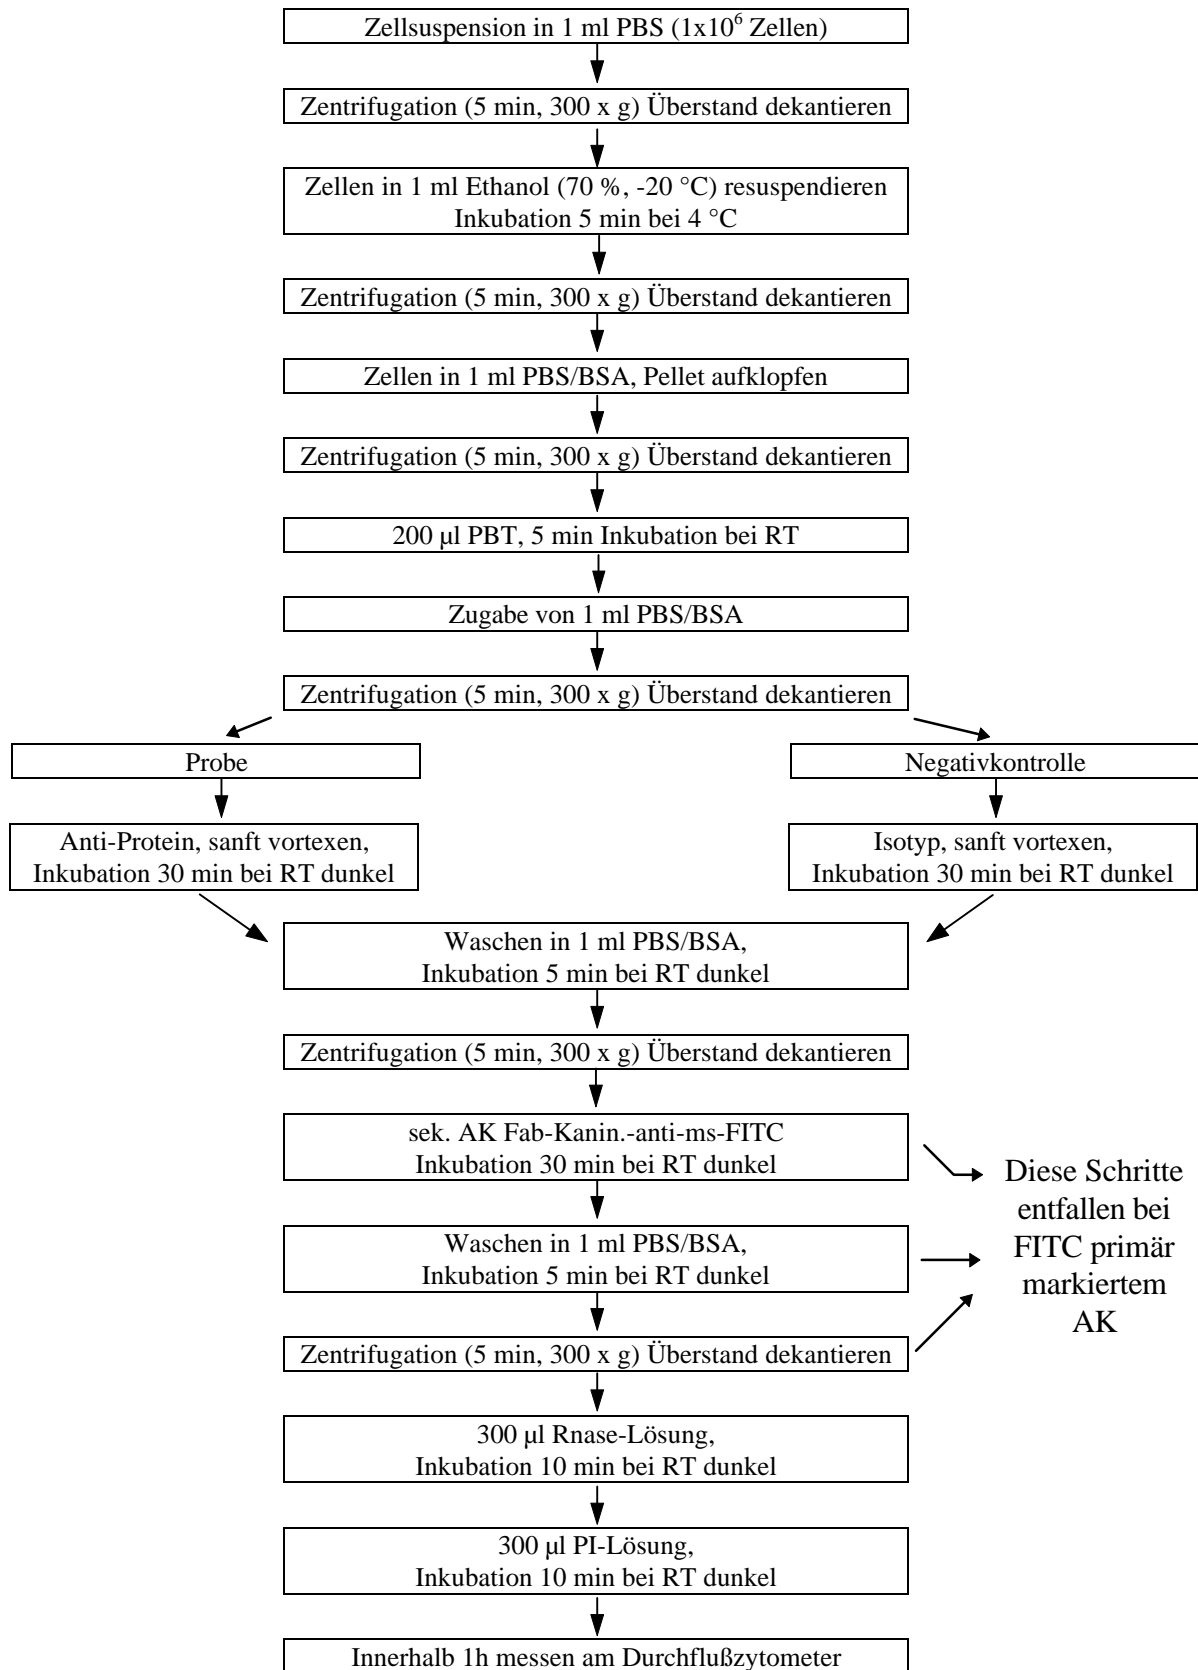 Zellsuspension in 1 ml PBS (1x10⁶ Zellen)
Zentrifugation (5 min, 300 x g) Überstand dekantieren
Zellen in 1 ml Ethanol (70 %, -20 °C) resuspendieren
Inkubation 5 min bei 4 °C
Zentrifugation (5 min, 300 x g) Überstand dekantieren
Zellen in 1 ml PBS/BSA, Pellet aufklopfen
Zentrifugation (5 min, 300 x g) Überstand dekantieren
200 µl PBT, 5 min Inkubation bei RT
Zugabe von 1 ml PBS/BSA
Zentrifugation (5 min, 300 x g) Überstand dekantieren
Probe
Anti-Protein, sanft vortexen,
Inkubation 30 min bei RT dunkel
Negativkontrolle
Isotyp, sanft vortexen,
Inkubation 30 min bei RT dunkel
Waschen in 1 ml PBS/BSA,
Inkubation 5 min bei RT dunkel
Zentrifugation (5 min, 300 x g) Überstand dekantieren
sek. AK Fab-Kanin.-anti-ms-FITC
Inkubation 30 min bei RT dunkel
Waschen in 1 ml PBS/BSA,
Inkubation 5 min bei RT dunkel
Zentrifugation (5 min, 300 x g) Überstand dekantieren
Diese Schritte
entfallen bei
FITC primär
markiertem
AK
300 µl Rnase-Lösung,
Inkubation 10 min bei RT dunkel
300 µl PI-Lösung,
Inkubation 10 min bei RT dunkel
Innerhalb 1h messen am Durchflußzytometer